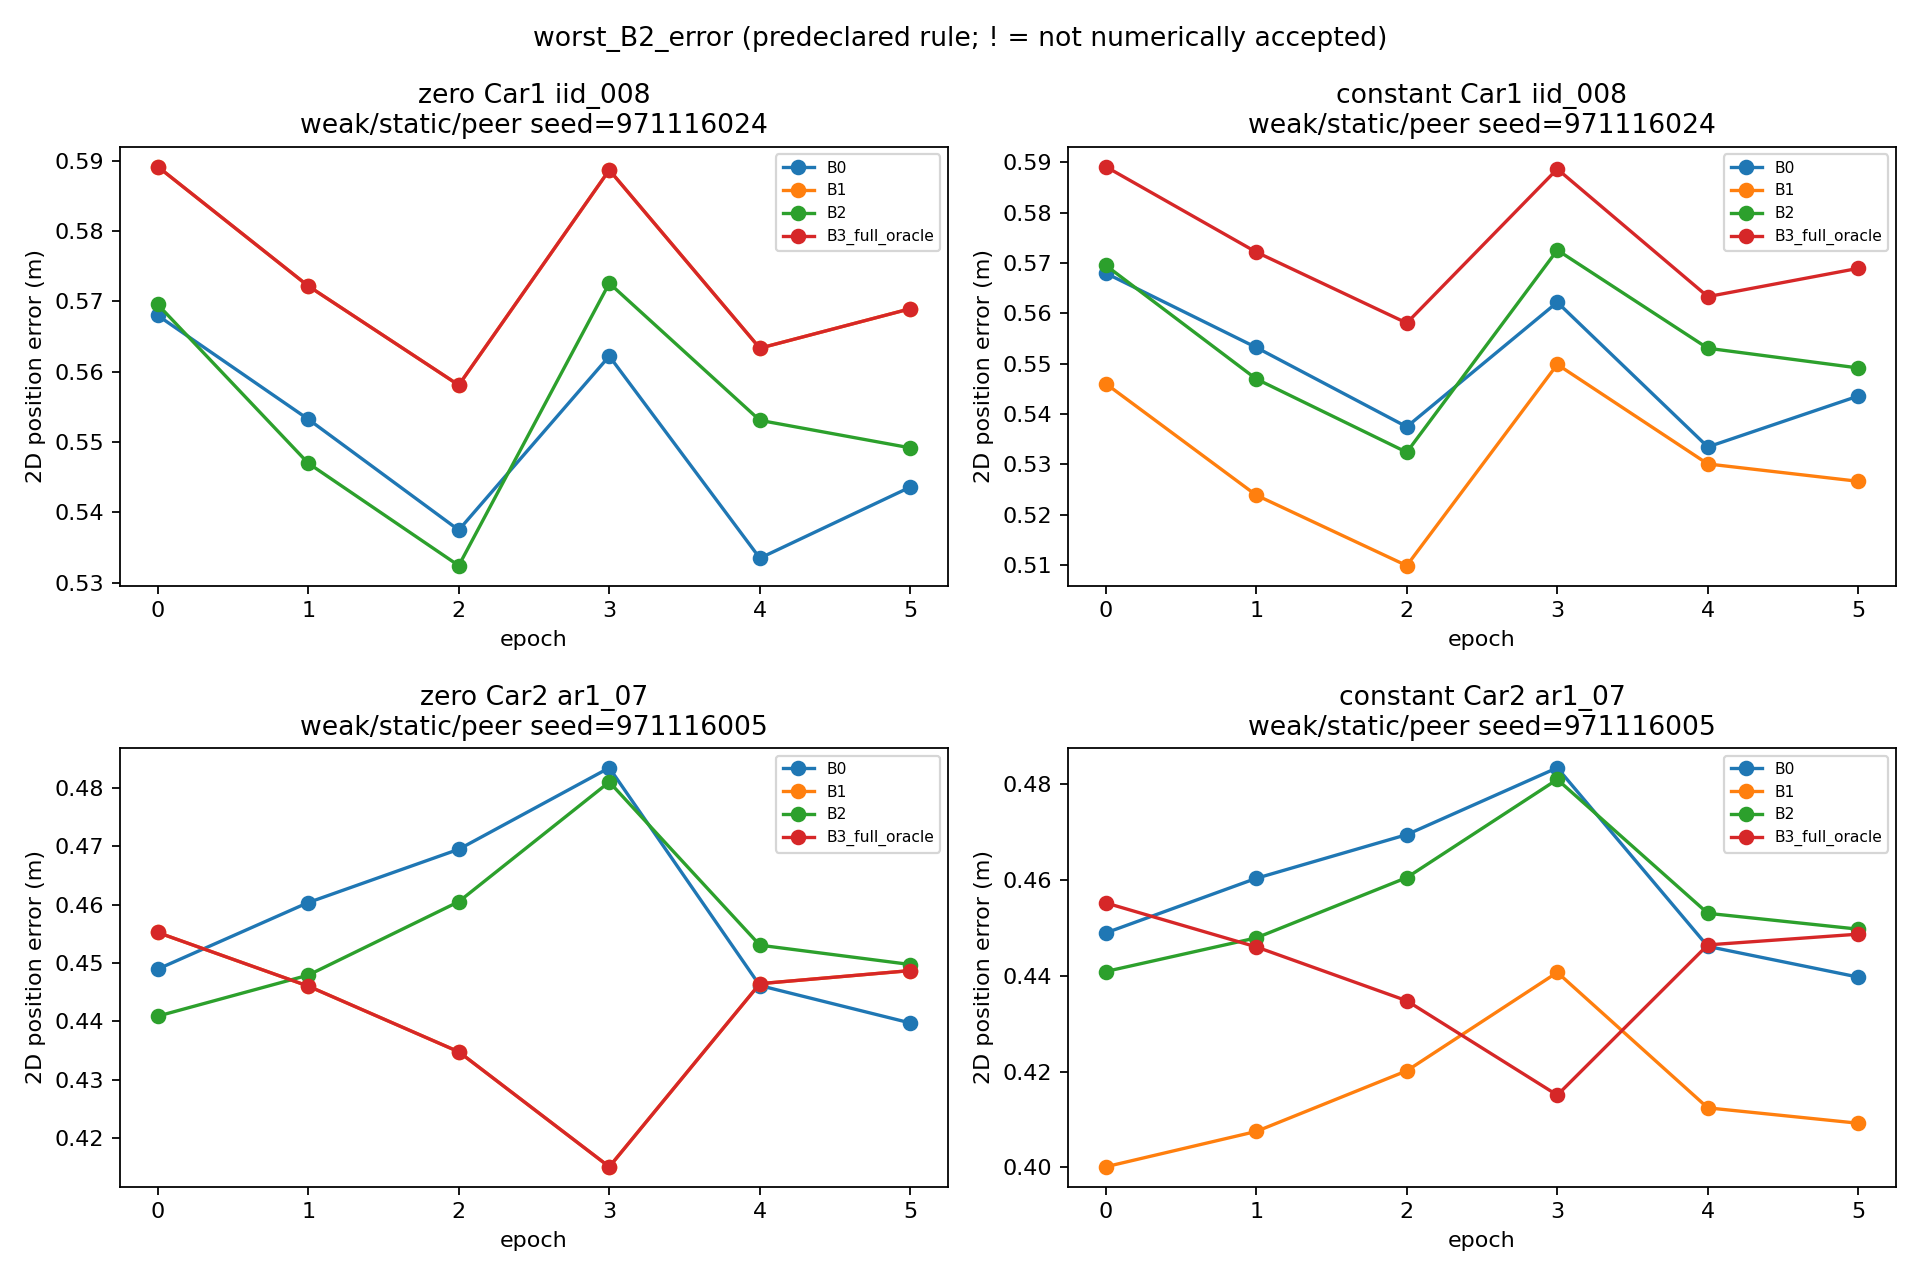 worst_B2_error (predeclared rule; ! = not numerically accepted)
zero Car1 iid_008
weak/static/peer seed=971116024
2D position error (m)
0.59
0.58
0.57
0.56
0.55
0.54
0.53
B0
B1
B2
B3_full_oracle
0 1 2 3 4 5
epoch
constant Car1 iid_008
weak/static/peer seed=971116024
2D position error (m)
0.59
0.58
0.57
0.56
0.55
0.54
0.53
0.52
0.51
B0
B1
B2
B3_full_oracle
0 1 2 3 4 5
epoch
zero Car2 ar1_07
weak/static/peer seed=971116005
2D position error (m)
0.48
0.47
0.46
0.45
0.44
0.43
0.42
B0
B1
B2
B3_full_oracle
0 1 2 3 4 5
epoch
constant Car2 ar1_07
weak/static/peer seed=971116005
2D position error (m)
0.48
0.46
0.44
0.42
0.40
B0
B1
B2
B3_full_oracle
0 1 2 3 4 5
epoch